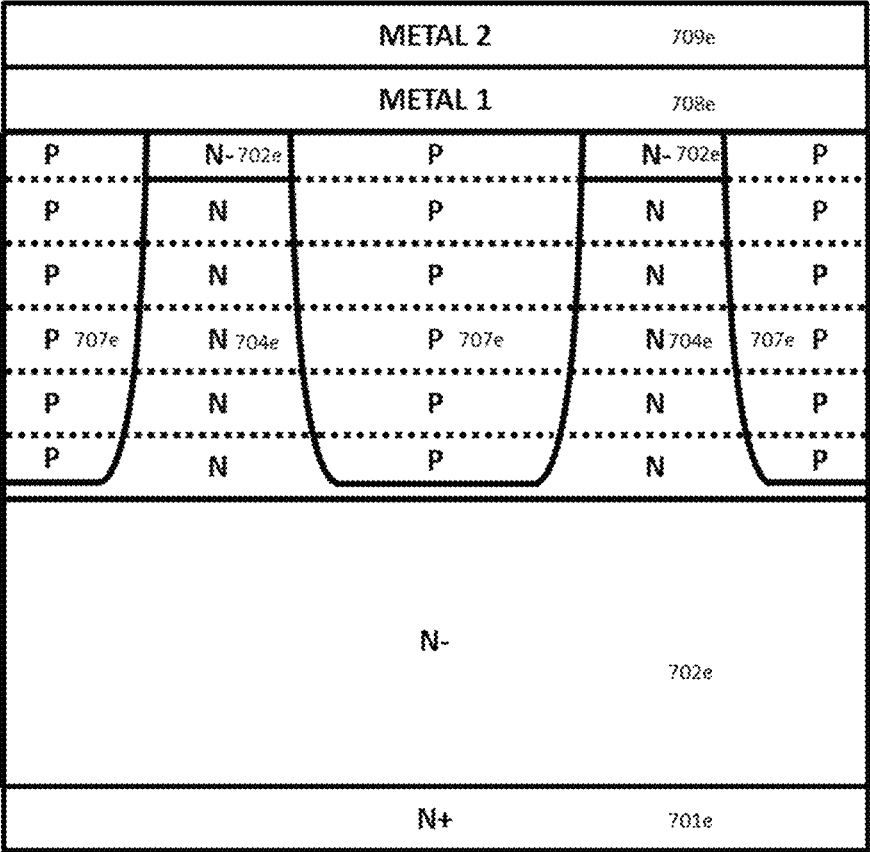 METAL 2 709e
METAL 1 708e
P N- 702e P N- 702e P
P N P N P
P N P N P
P 707e N 704e P 707e N 704e 707e P
P N P N P
P N P N P
N-
702e
N+ 701e